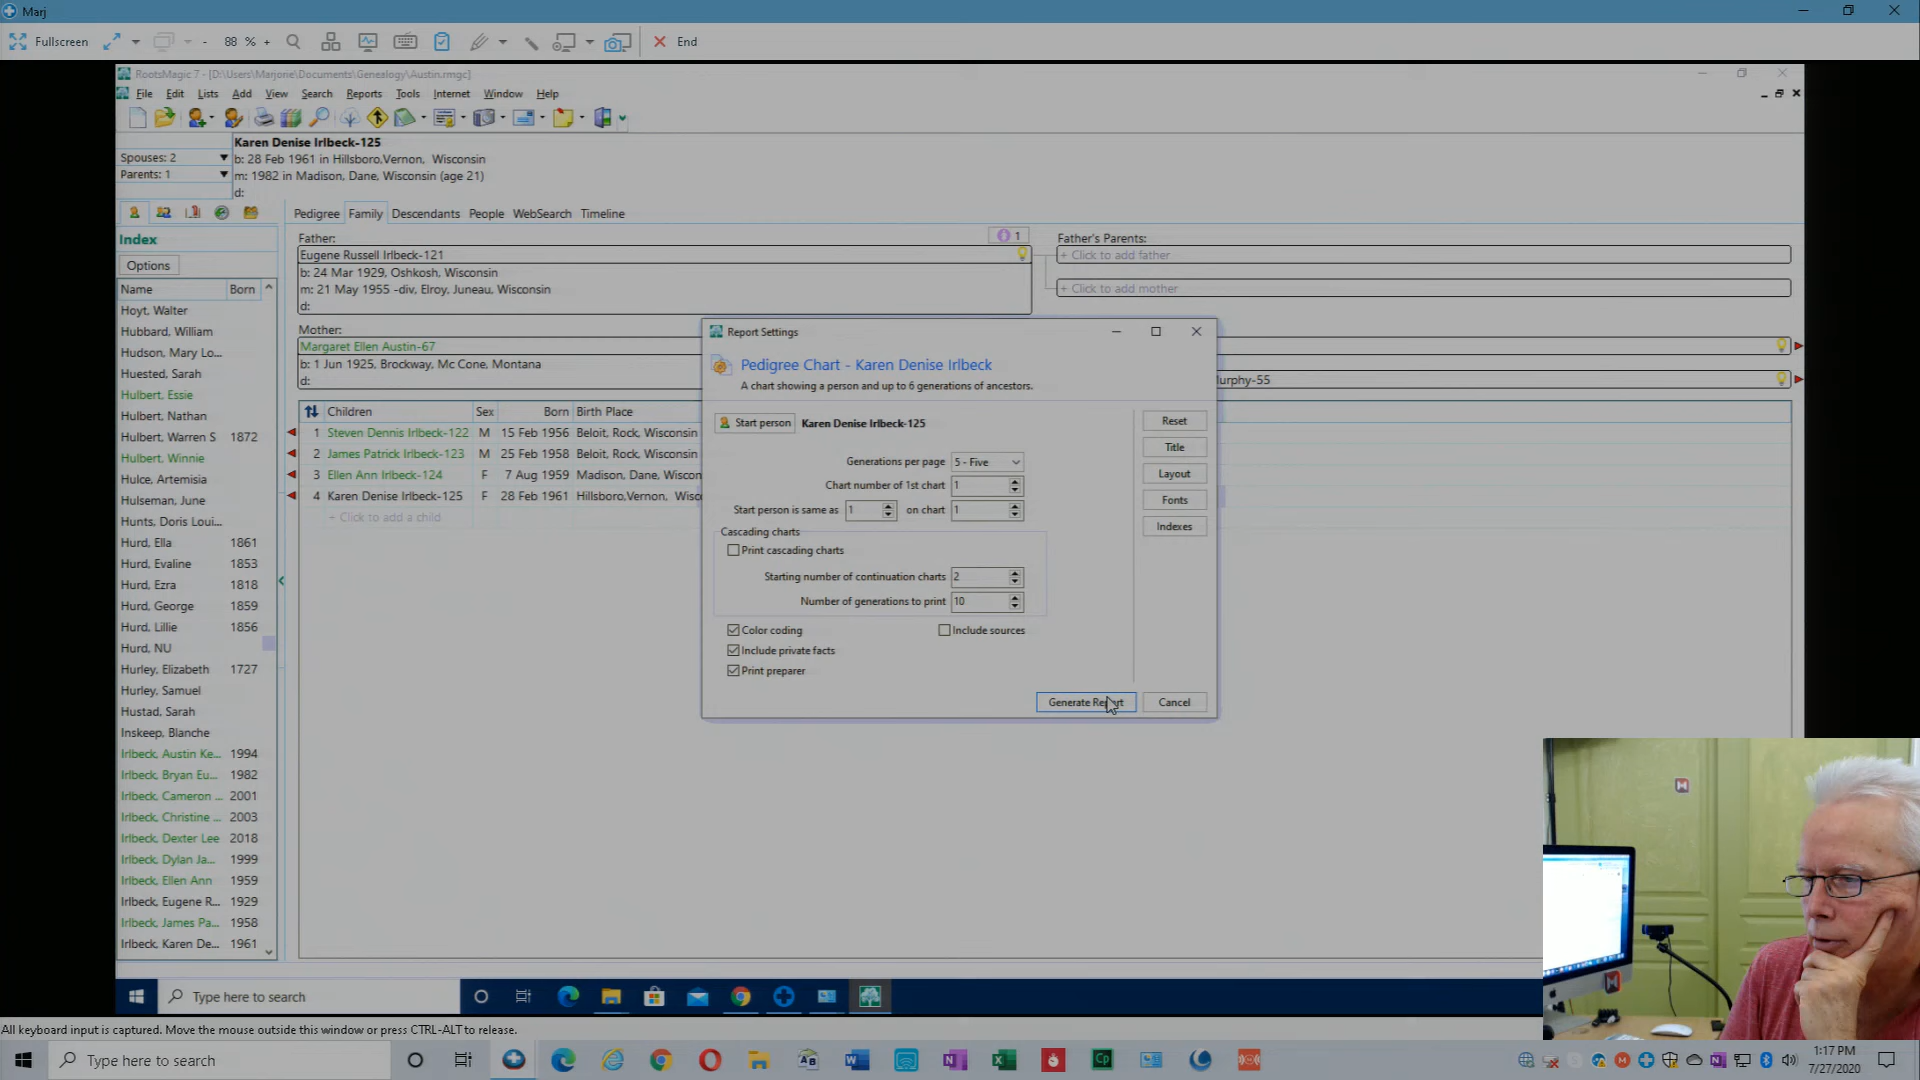 Marj
Fullscreen - 88 % + End
RootsMagic 7 - [D:\Users\Marjorie\Documents\Genealogy\Austin.rmgc]
File Edit Lists Add View Search Reports Tools Internet Window Help
Karen Denise Irlbeck-125
Spouses: 2
b: 28 Feb 1961 in Hillsboro,Vernon, Wisconsin
Parents: 1
m: 1982 in Madison, Dane, Wisconsin (age 21)
d:
Pedigree Family Descendants People WebSearch Timeline
Index
Options
Name Born
Hoyt, Walter
Hubbard, William
Hudson, Mary Lo...
Huested, Sarah
Hulbert, Essie
Hulbert, Nathan
Hulbert, Warren S 1872
Hulbert, Winnie
Hulce, Artemisia
Hulseman, June
Hunts, Doris Loui...
Hurd, Ella 1861
Hurd, Evaline 1853
Hurd, Ezra 1818
Hurd, George 1859
Hurd, Lillie 1856
Hurd, NU
Hurley, Elizabeth 1727
Hurley, Samuel
Hustad, Sarah
Inskeep, Blanche
Irlbeck, Austin Ke... 1994
Irlbeck, Bryan Eu... 1982
Irlbeck, Cameron ... 2001
Irlbeck, Christine ... 2003
Irlbeck, Dexter Lee 2018
Irlbeck, Dylan Ja... 1999
Irlbeck, Ellen Ann 1959
Irlbeck, Eugene R... 1929
Irlbeck, James Pa... 1958
Irlbeck, Karen De... 1961
Father: 1
Eugene Russell Irlbeck-121
b: 24 Mar 1929, Oshkosh, Wisconsin
m: 21 May 1955 -div, Elroy, Juneau, Wisconsin
d:
Father's Parents:
+ Click to add father
+ Click to add mother
Mother:
Margaret Ellen Austin-67
b: 1 Jun 1925, Brockway, Mc Cone, Montana
d:
urphy-55
Children Sex Born Birth Place
1 Steven Dennis Irlbeck-122 M 15 Feb 1956 Beloit, Rock, Wisconsin
2 James Patrick Irlbeck-123 M 25 Feb 1958 Beloit, Rock, Wisconsin
3 Ellen Ann Irlbeck-124 F 7 Aug 1959 Madison, Dane, Wiscon
4 Karen Denise Irlbeck-125 F 28 Feb 1961 Hillsboro,Vernon, Wisc
+ Click to add a child
Report Settings
Pedigree Chart - Karen Denise Irlbeck
A chart showing a person and up to 6 generations of ancestors.
Start person Karen Denise Irlbeck-125
Generations per page 5 - Five
Chart number of 1st chart 1
Start person is same as 1 on chart 1
Cascading charts
Print cascading charts
Starting number of continuation charts 2
Number of generations to print 10
Color coding Include sources
Include private facts
Print preparer
Reset
Title
Layout
Fonts
Indexes
Generate Report Cancel
Type here to search
All keyboard input is captured. Move the mouse outside this window or press CTRL-ALT to release.
Type here to search
1:17 PM
7/27/2020